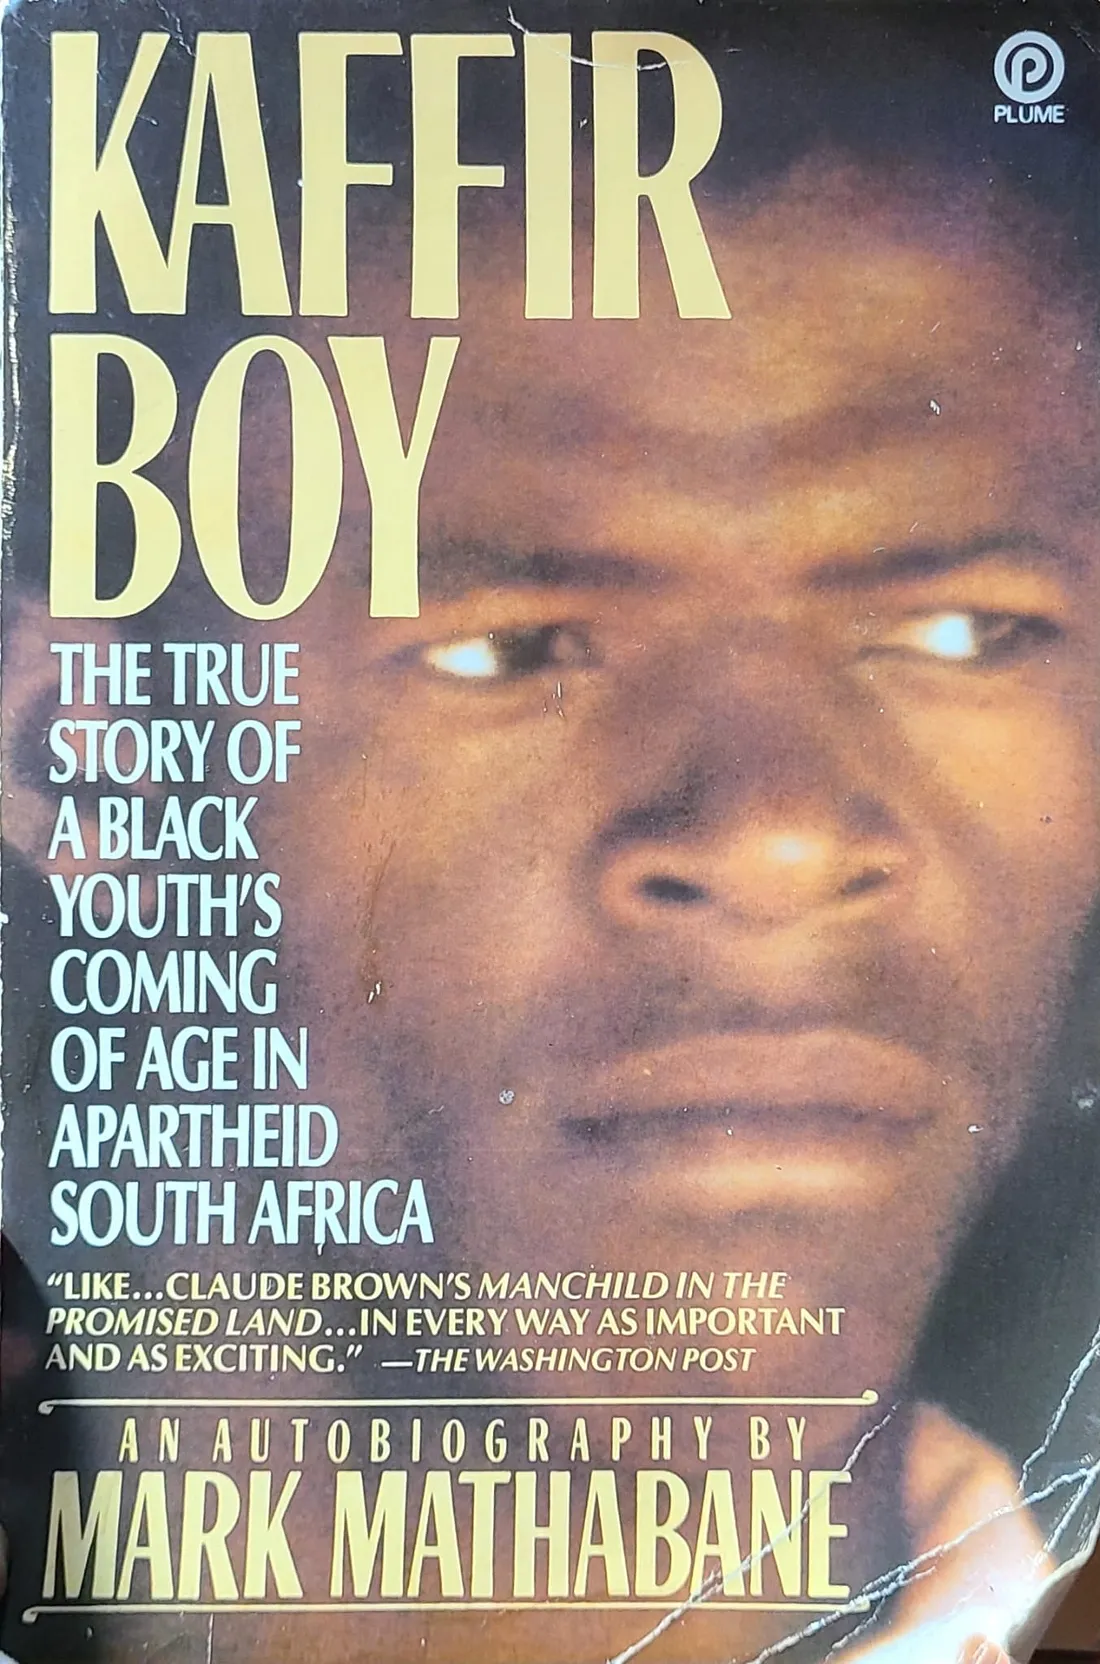 KAFFIR
PLUME
BOY
THE TRUE
STORY OF
A BLACK
YOUTH'S
COMING
OF AGE IN
APARTHEID
SOUTH AFRICA
"LIKE...CLAUDE BROWN'S MANCHILD IN THE
PROMISED LAND...IN EVERY WAY AS IMPORTANT
AND AS EXCITING." —THE WASHINGTON POST
AN AUTOBIOGRAPHY BY
MARK MATHABANE